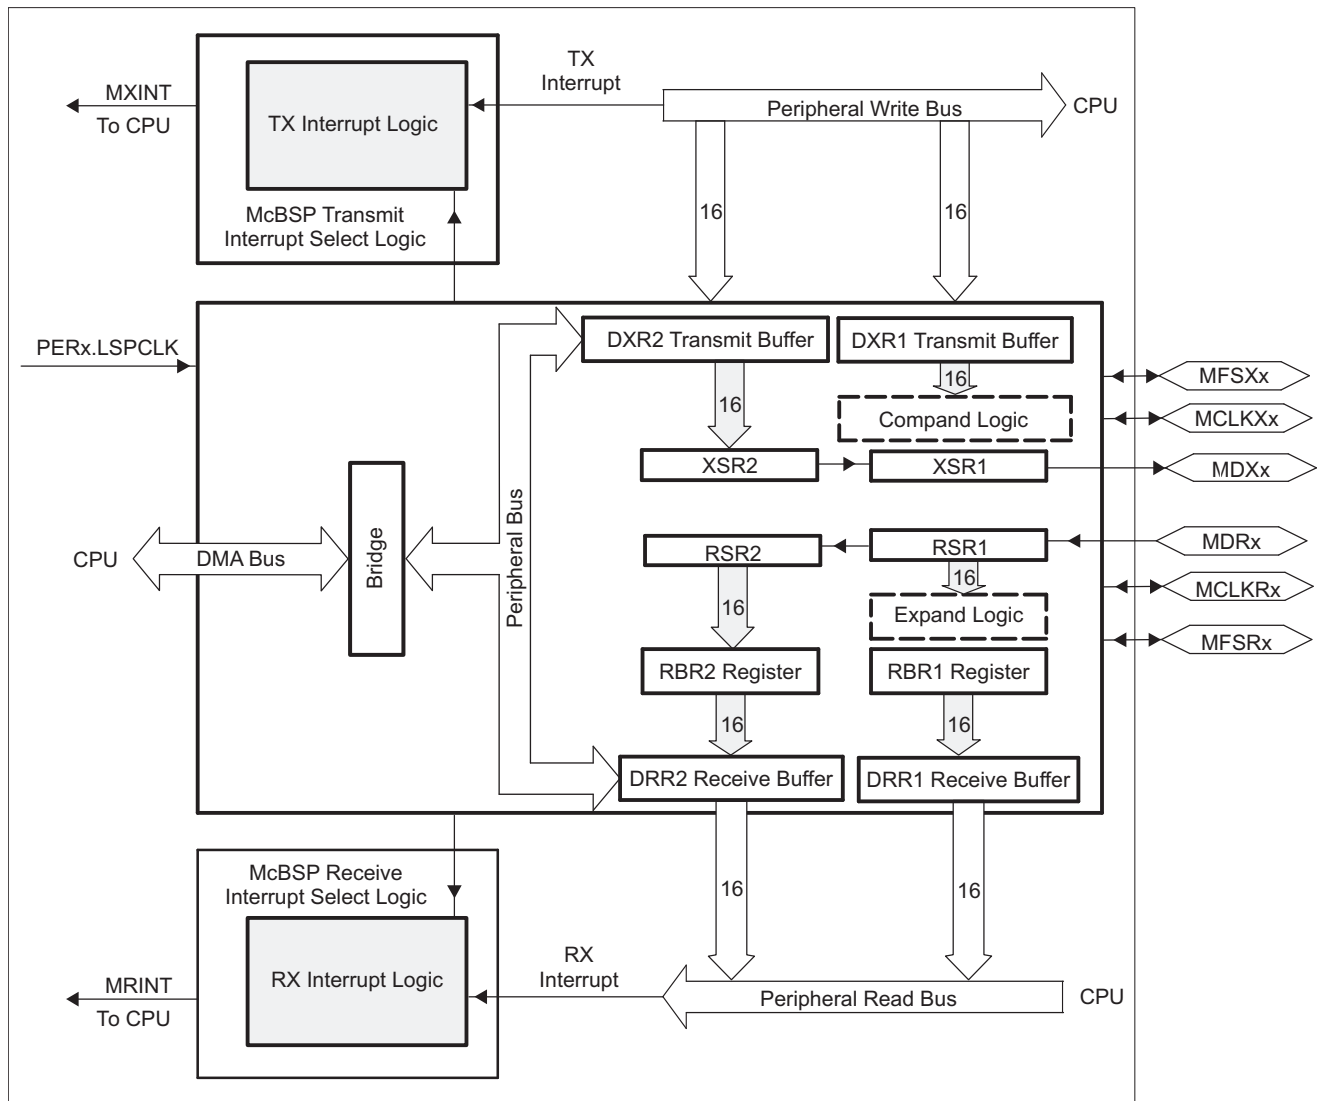 TX
Interrupt
MXINT
To CPU
TX Interrupt Logic
Peripheral Write Bus
CPU
McBSP Transmit
Interrupt Select Logic
16
16
PERx.LSPCLK
DXR2 Transmit Buffer
DXR1 Transmit Buffer
MFSXx
16
16
Compand Logic
MCLKXx
XSR2
XSR1
MDXx
CPU
DMA Bus
Bridge
Peripheral Bus
RSR2
RSR1
MDRx
16
16
Expand Logic
MCLKRx
MFSRx
RBR2 Register
RBR1 Register
16
16
DRR2 Receive Buffer
DRR1 Receive Buffer
McBSP Receive
Interrupt Select Logic
16
16
RX
Interrupt
MRINT
To CPU
RX Interrupt Logic
Peripheral Read Bus
CPU